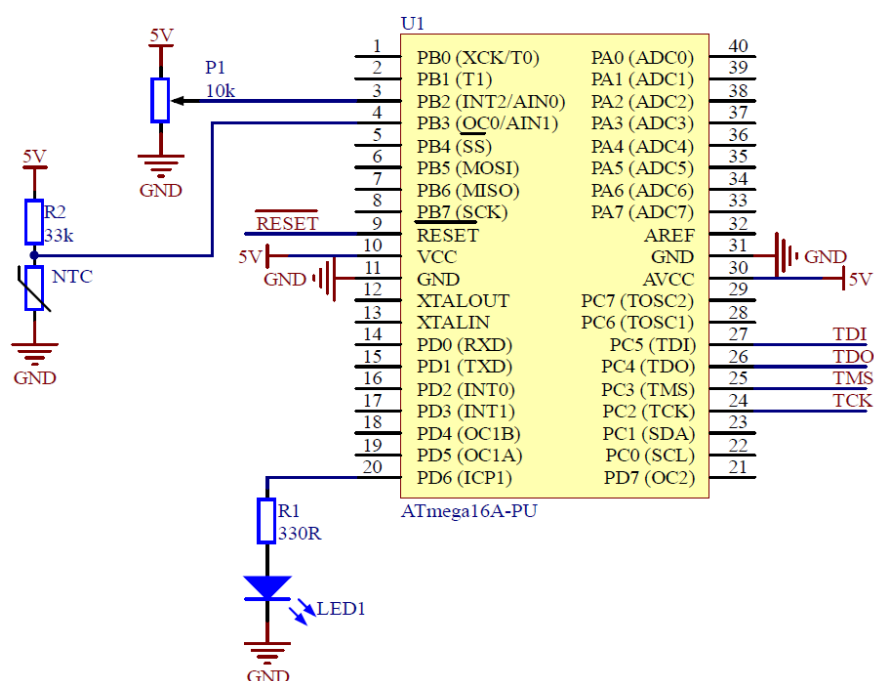 U1
5V
P1
10k
GND
5V
R2
33k
NTC
GND
RESET
5V
GND
1 PB0 (XCK/T0) PA0 (ADC0) 40
2 PB1 (T1) PA1 (ADC1) 39
3 PB2 (INT2/AIN0) PA2 (ADC2) 38
4 PB3 (OC0/AIN1) PA3 (ADC3) 37
5 PB4 (SS) PA4 (ADC4) 36
6 PB5 (MOSI) PA5 (ADC5) 35
7 PB6 (MISO) PA6 (ADC6) 34
8 PB7 (SCK) PA7 (ADC7) 33
9 RESET AREF 32
10 VCC GND 31
11 GND AVCC 30
12 XTALOUT PC7 (TOSC2) 29
13 XTALIN PC6 (TOSC1) 28
14 PD0 (RXD) PC5 (TDI) 27
15 PD1 (TXD) PC4 (TDO) 26
16 PD2 (INT0) PC3 (TMS) 25
17 PD3 (INT1) PC2 (TCK) 24
18 PD4 (OC1B) PC1 (SDA) 23
19 PD5 (OC1A) PC0 (SCL) 22
20 PD6 (ICP1) PD7 (OC2) 21
GND
5V
TDI
TDO
TMS
TCK
ATmega16A-PU
R1
330R
LED1
GND